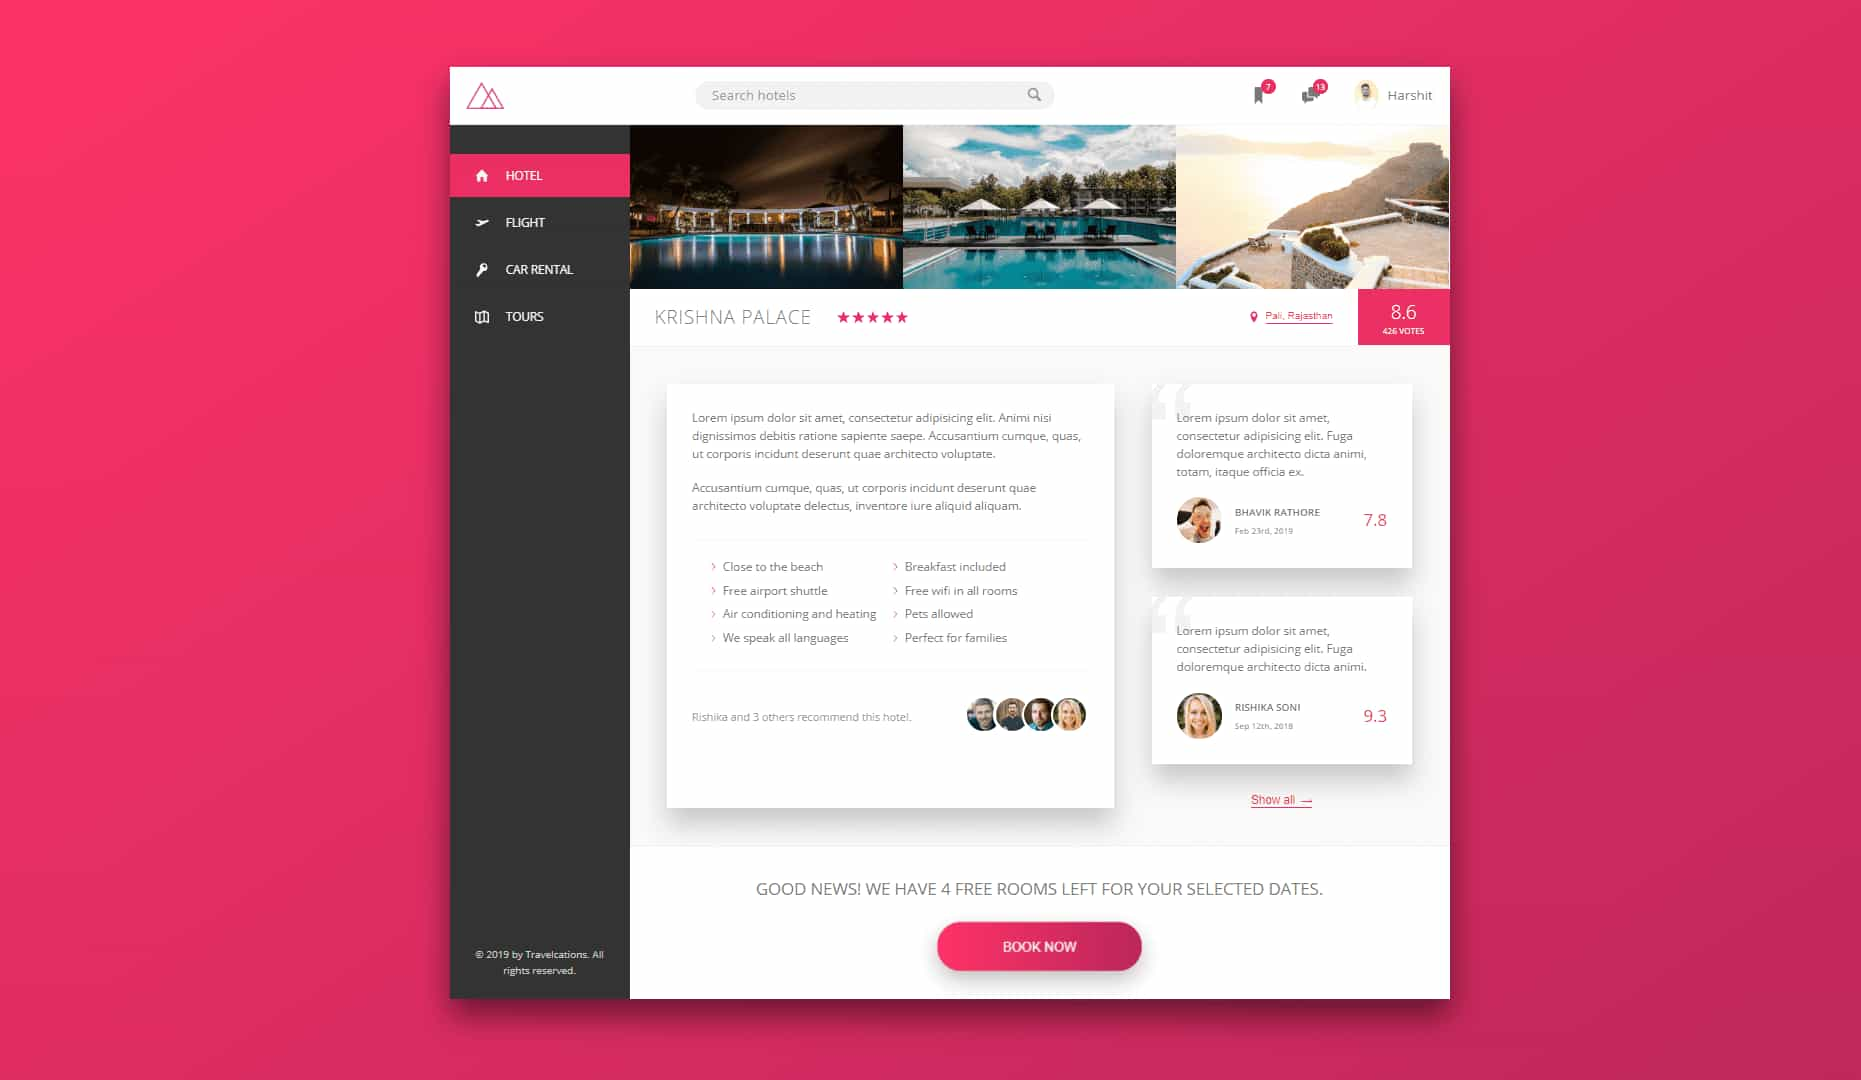 Search hotels
7
13
Harshit
HOTEL
FLIGHT
CAR RENTAL
TOURS
© 2019 by Travelcations. All
rights reserved.
KRISHNA PALACE
Pali, Rajasthan
8.6
426 VOTES
Lorem ipsum dolor sit amet, consectetur adipisicing elit. Animi nisi
dignissimos debitis ratione sapiente saepe. Accusantium cumque, quas,
ut corporis incidunt deserunt quae architecto voluptate.
Accusantium cumque, quas, ut corporis incidunt deserunt quae
architecto voluptate delectus, inventore iure aliquid aliquam.
Close to the beach
Free airport shuttle
Air conditioning and heating
We speak all languages
Breakfast included
Free wifi in all rooms
Pets allowed
Perfect for families
Rishika and 3 others recommend this hotel.
“
Lorem ipsum dolor sit amet,
consectetur adipisicing elit. Fuga
doloremque architecto dicta animi,
totam, itaque officia ex.
BHAVIK RATHORE
Feb 23rd, 2019
7.8
“
Lorem ipsum dolor sit amet,
consectetur adipisicing elit. Fuga
doloremque architecto dicta animi.
RISHIKA SONI
Sep 12th, 2018
9.3
Show all →
GOOD NEWS! WE HAVE 4 FREE ROOMS LEFT FOR YOUR SELECTED DATES.
BOOK NOW